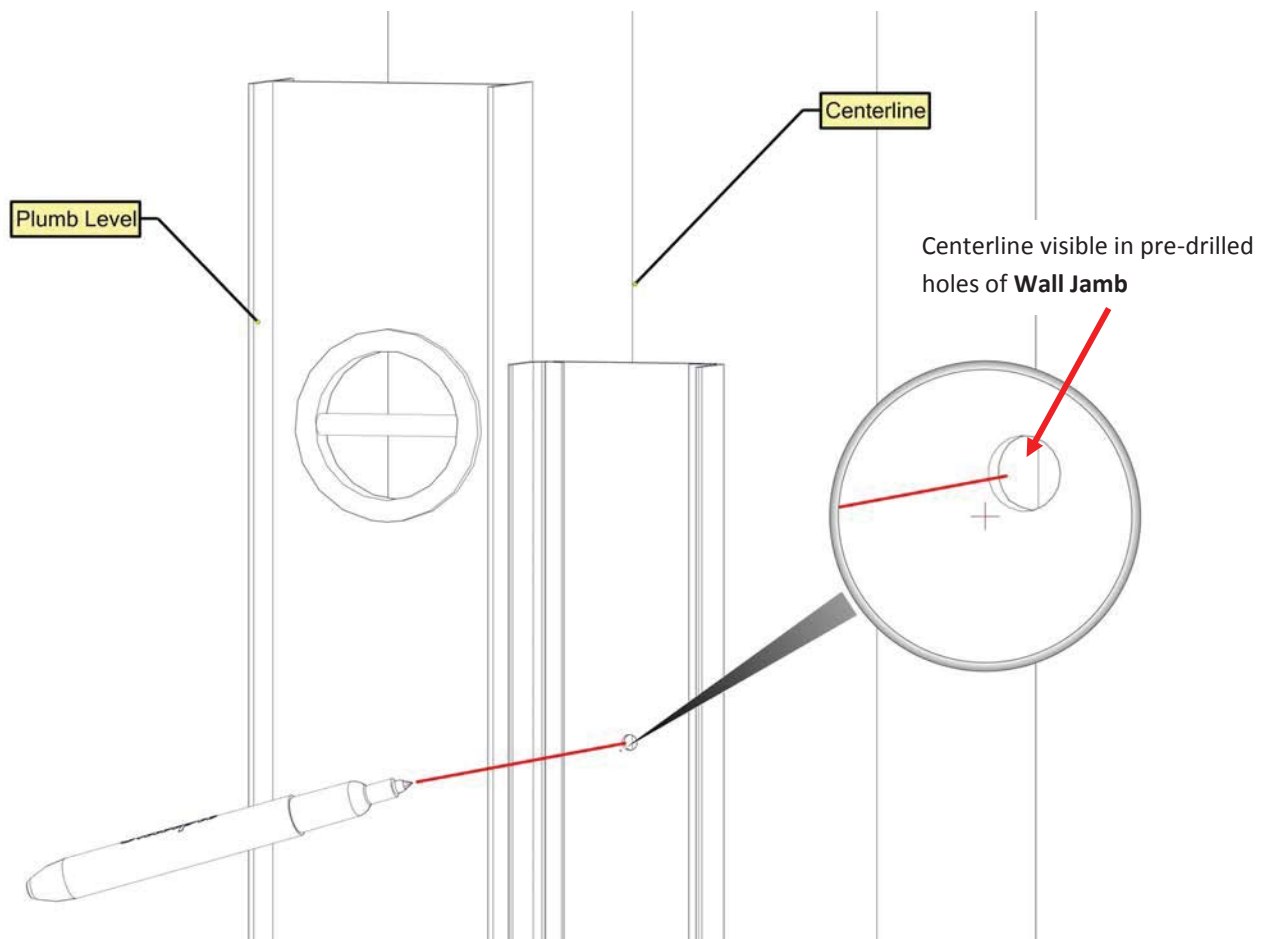 Centerline
Plumb Level
Centerline visible in pre-drilled
holes of Wall Jamb